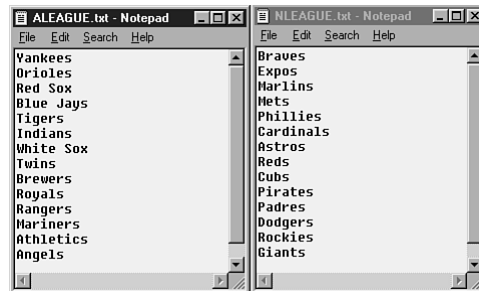 ALEAGUE.txt - Notepad
File Edit Search Help
Yankees
Orioles
Red Sox
Blue Jays
Tigers
Indians
White Sox
Twins
Brewers
Royals
Rangers
Mariners
Athletics
Angels
NLEAGUE.txt - Notepad
File Edit Search Help
Braves
Expos
Marlins
Mets
Phillies
Cardinals
Astros
Reds
Cubs
Pirates
Padres
Dodgers
Rockies
Giants